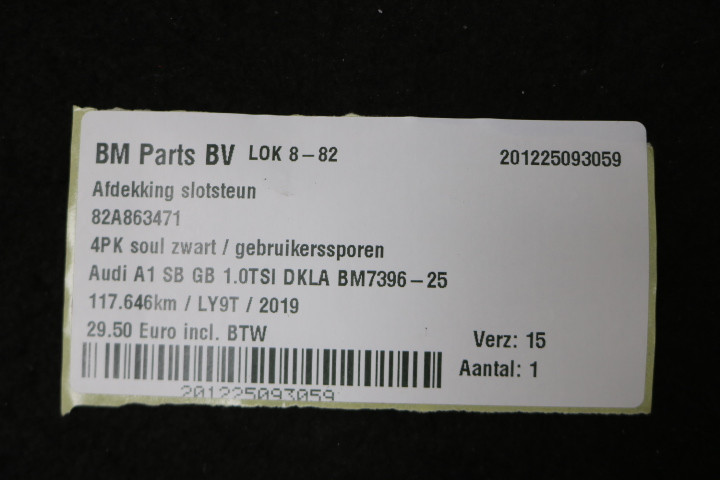 BM Parts BV LOK 8-82 201225093059
Afdekking slotsteun
82A863471
4PK soul zwart / gebruikerssporen
Audi A1 SB GB 1.0TSI DKLA BM7396-25
117.646km / LY9T / 2019
29.50 Euro incl. BTW Verz: 15
Aantal: 1
201225093059